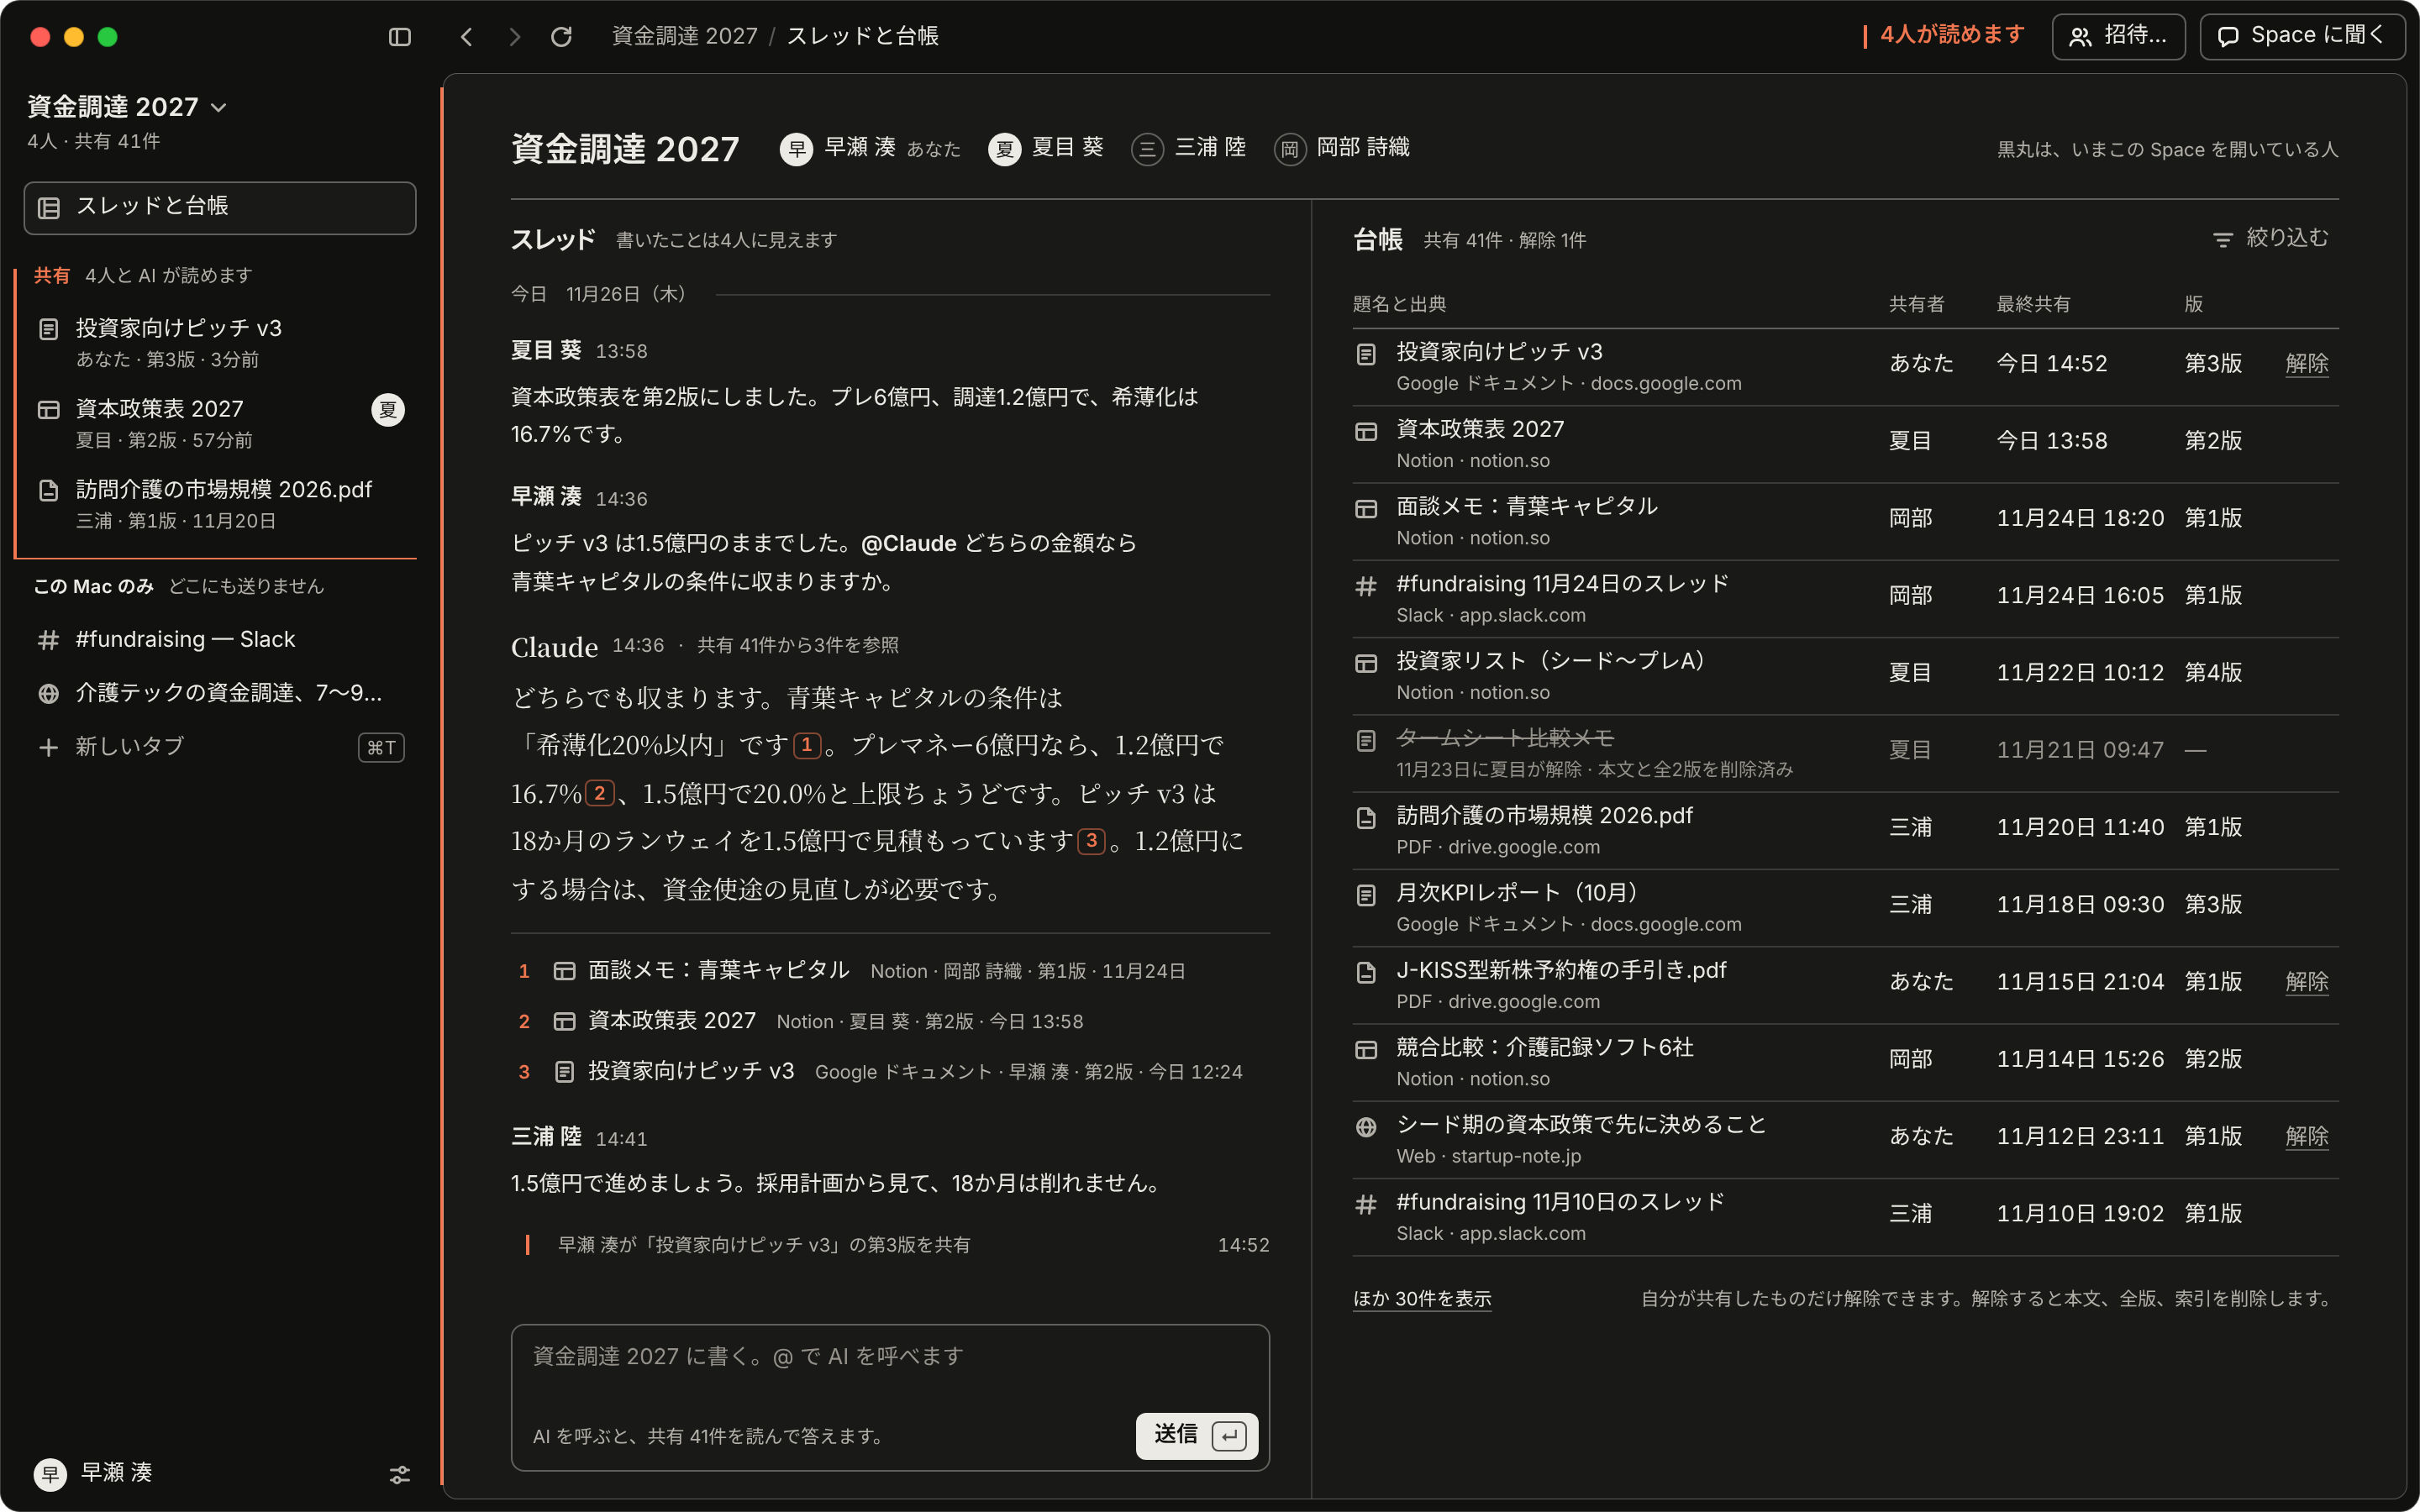 資金調達 2027 / スレッドと台帳
4人が読めます
招待…
Space に聞く
資金調達 2027
4人 · 共有 41件
スレッドと台帳
共有 4人と AI が読めます
投資家向けピッチ v3
あなた · 第3版 · 3分前
資本政策表 2027
夏目 · 第2版 · 57分前
夏
訪問介護の市場規模 2026.pdf
三浦 · 第1版 · 11月20日
この Mac のみ どこにも送りません
#fundraising — Slack
介護テックの資金調達、7〜9…
新しいタブ ⌘T
早 早瀬 湊
資金調達 2027
早 早瀬 湊 あなた
夏 夏目 葵
三 三浦 陸
岡 岡部 詩織
黒丸は、いまこの Space を開いている人
スレッド 書いたことは4人に見えます
今日 11月26日（木）
夏目 葵 13:58
資本政策表を第2版にしました。プレ6億円、調達1.2億円で、希薄化は
16.7%です。
早瀬 湊 14:36
ピッチ v3 は1.5億円のままでした。@Claude どちらの金額なら
青葉キャピタルの条件に収まりますか。
Claude 14:36 · 共有 41件から3件を参照
どちらでも収まります。青葉キャピタルの条件は
「希薄化20%以内」です 1 。プレマネー6億円なら、1.2億円で
16.7% 2 、1.5億円で20.0%と上限ちょうどです。ピッチ v3 は
18か月のランウェイを1.5億円で見積もっています 3 。1.2億円に
する場合は、資金使途の見直しが必要です。
1 面談メモ：青葉キャピタル Notion · 岡部 詩織 · 第1版 · 11月24日
2 資本政策表 2027 Notion · 夏目 葵 · 第2版 · 今日 13:58
3 投資家向けピッチ v3 Google ドキュメント · 早瀬 湊 · 第2版 · 今日 12:24
三浦 陸 14:41
1.5億円で進めましょう。採用計画から見て、18か月は削れません。
早瀬 湊が「投資家向けピッチ v3」の第3版を共有 14:52
資金調達 2027 に書く。@ で AI を呼べます
AI を呼ぶと、共有 41件を読んで答えます。
送信
台帳 共有 41件 · 解除 1件
絞り込む
題名と出典 共有者 最終共有 版
投資家向けピッチ v3 あなた 今日 14:52 第3版 解除
Google ドキュメント · docs.google.com
資本政策表 2027 夏目 今日 13:58 第2版
Notion · notion.so
面談メモ：青葉キャピタル 岡部 11月24日 18:20 第1版
Notion · notion.so
#fundraising 11月24日のスレッド 岡部 11月24日 16:05 第1版
Slack · app.slack.com
投資家リスト（シード〜プレA） 夏目 11月22日 10:12 第4版
Notion · notion.so
タームシート比較メモ 夏目 11月21日 09:47 —
11月23日に夏目が解除 · 本文と全2版を削除済み
訪問介護の市場規模 2026.pdf 三浦 11月20日 11:40 第1版
PDF · drive.google.com
月次KPIレポート（10月） 三浦 11月18日 09:30 第3版
Google ドキュメント · docs.google.com
J-KISS型新株予約権の手引き.pdf あなた 11月15日 21:04 第1版 解除
PDF · drive.google.com
競合比較：介護記録ソフト6社 岡部 11月14日 15:26 第2版
Notion · notion.so
シード期の資本政策で先に決めること あなた 11月12日 23:11 第1版 解除
Web · startup-note.jp
#fundraising 11月10日のスレッド 三浦 11月10日 19:02 第1版
Slack · app.slack.com
ほか 30件を表示
自分が共有したものだけ解除できます。解除すると本文、全版、索引を削除します。